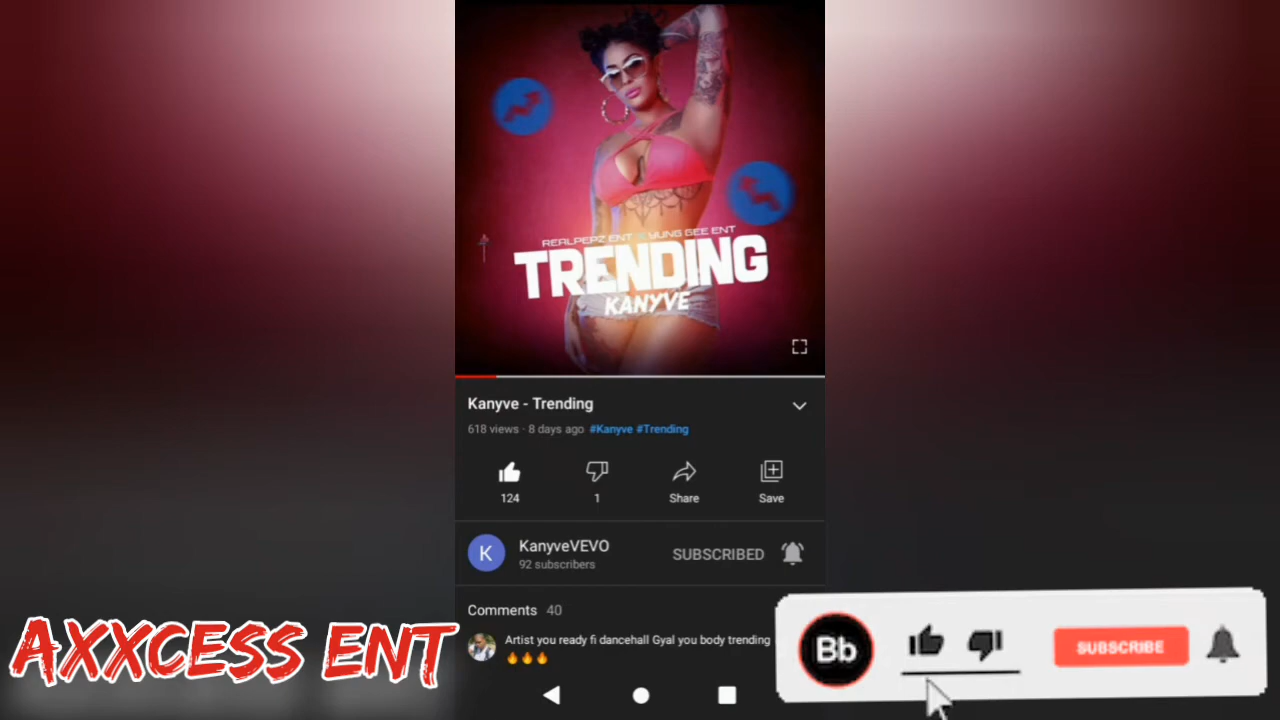 REALPEPZ ENT YUNG GEE ENT
TRENDING
KANYVE
Kanyve - Trending
618 views · 8 days ago #Kanyve #Trending
124
1
Share
Save
K
KanyveVEVO
92 subscribers
SUBSCRIBED
Comments 40
Artist you ready fi dancehall Gyal you body trending
🔥🔥🔥
AXXCESS ENT
Bb
SUBSCRIBE